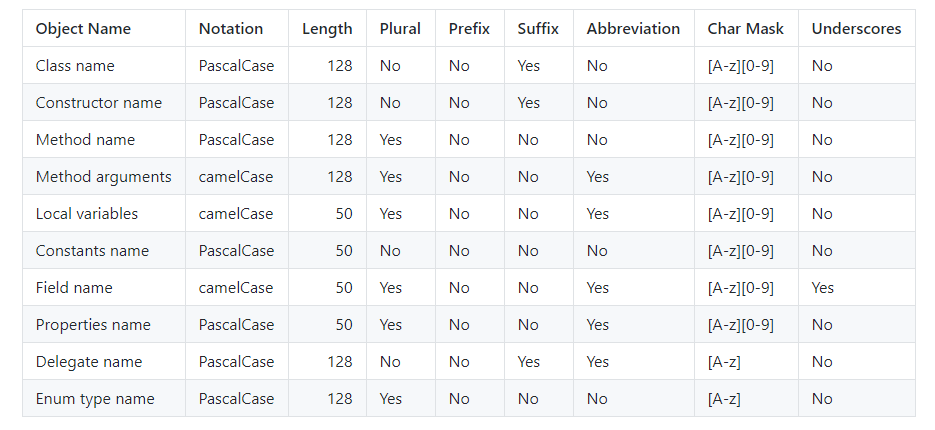 Object Name Notation Length Plural Prefix Suffix Abbreviation Char Mask Underscores
Class name PascalCase 128 No No Yes No [A-z][0-9] No
Constructor name PascalCase 128 No No Yes No [A-z][0-9] No
Method name PascalCase 128 Yes No No No [A-z][0-9] No
Method arguments camelCase 128 Yes No No Yes [A-z][0-9] No
Local variables camelCase 50 Yes No No Yes [A-z][0-9] No
Constants name PascalCase 50 No No No No [A-z][0-9] No
Field name camelCase 50 Yes No No Yes [A-z][0-9] Yes
Properties name PascalCase 50 Yes No No Yes [A-z][0-9] No
Delegate name PascalCase 128 No No Yes Yes [A-z] No
Enum type name PascalCase 128 Yes No No No [A-z] No